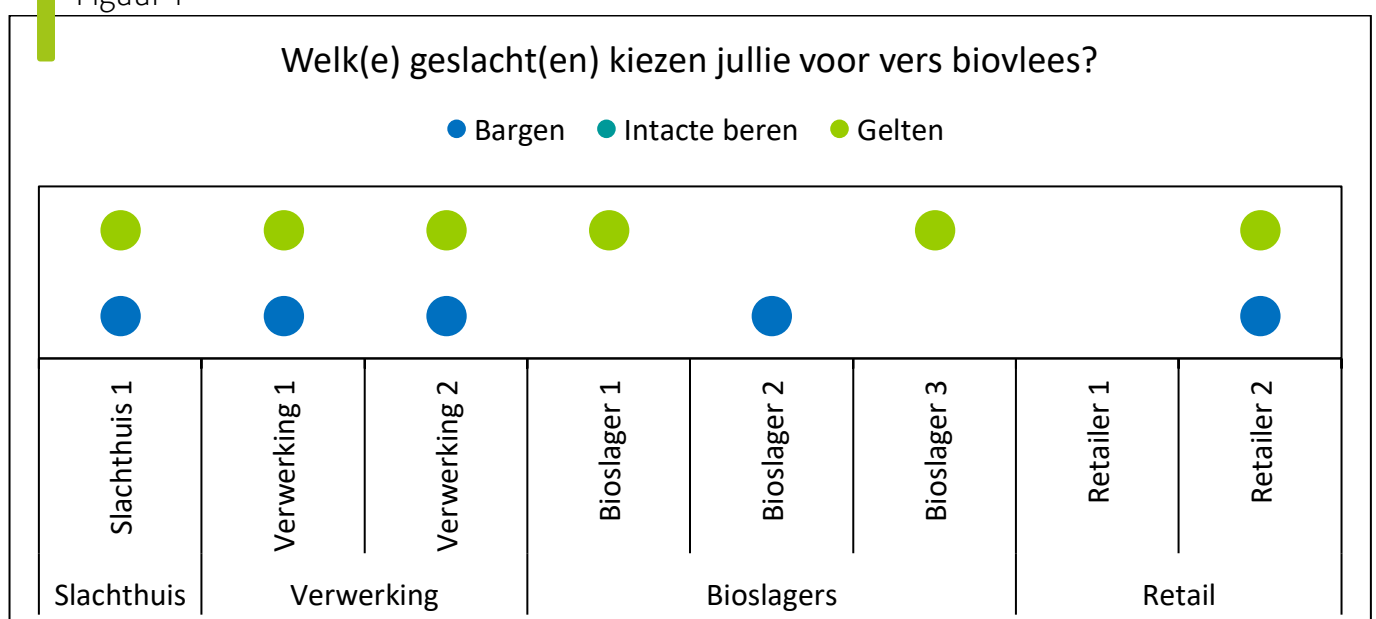 Welk(e) geslacht(en) kiezen jullie voor vers biovlees?
Bargen Intacte beren Gelten
Slachthuis 1
Verwerking 1
Verwerking 2
Bioslager 1
Bioslager 2
Bioslager 3
Retailer 1
Retailer 2
Slachthuis Verwerking Bioslagers Retail